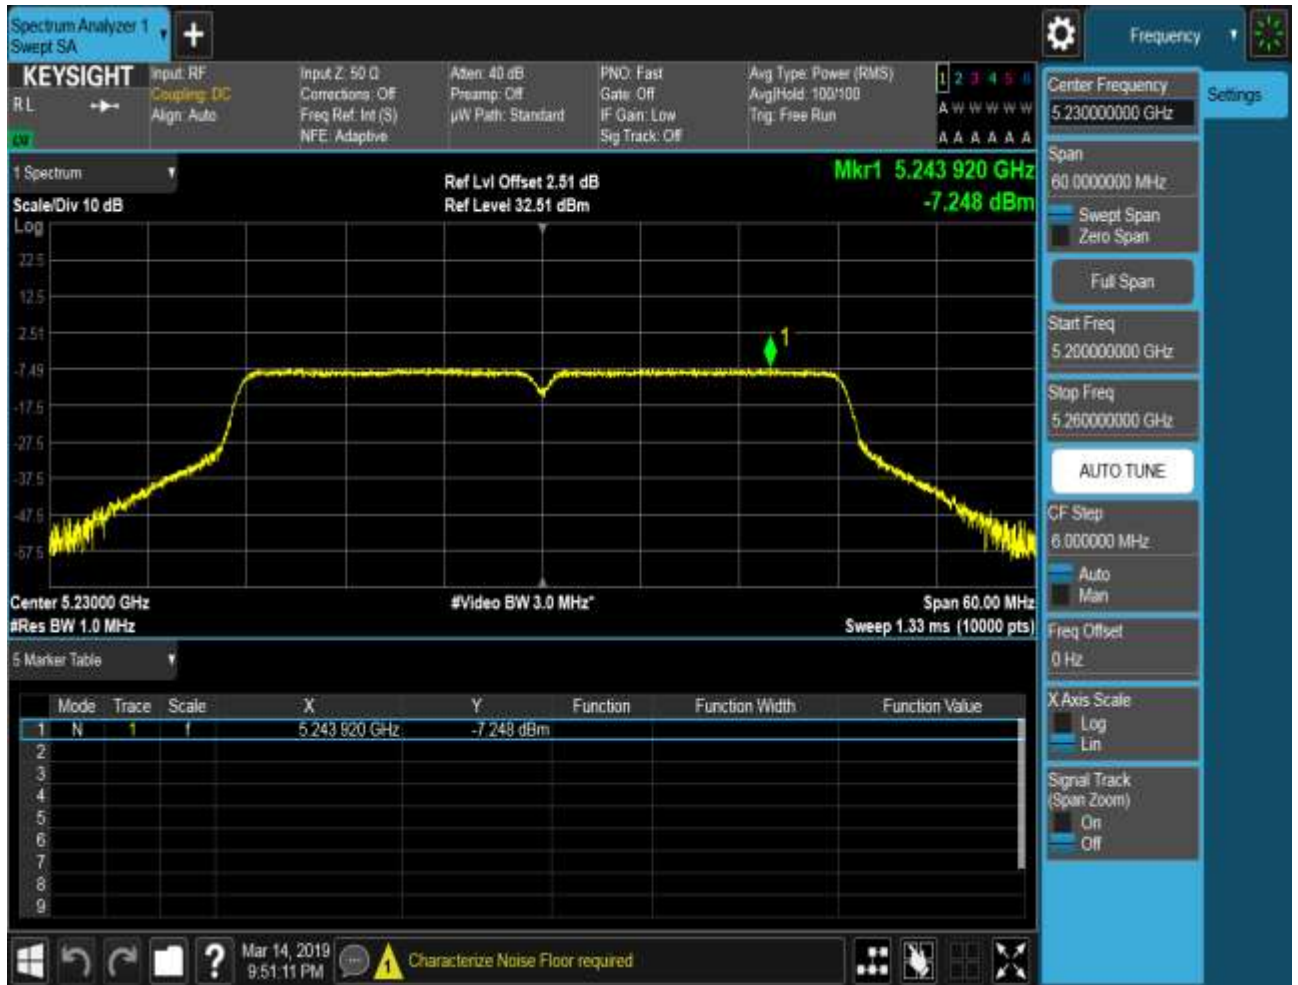 Spectrum Analyzer 1
Swept SA
+
Frequency
KEYSIGHT
RL
Input: RF
Coupling: DC
Align: Auto
Input Z: 50 Ω
Corrections: Off
Freq Ref: Int (S)
NFE: Adaptive
Atten: 40 dB
Preamp: Off
µW Path: Standard
PNO: Fast
Gate: Off
IF Gain: Low
Sig Track: Off
Avg Type: Power (RMS)
Avg|Hold: 100/100
Trig: Free Run
1 2 3 4 5 6
A W W W W W
A A A A A A
1 Spectrum
Scale/Div 10 dB
Ref Lvl Offset 2.51 dB
Ref Level 32.51 dBm
Mkr1 5.243 920 GHz
-7.248 dBm
Log
22.5
12.5
2.51
-7.49
-17.5
-27.5
-37.5
-47.5
-57.5
1
Center 5.23000 GHz
#Res BW 1.0 MHz
#Video BW 3.0 MHz*
Span 60.00 MHz
Sweep 1.33 ms (10000 pts)
5 Marker Table
Mode Trace Scale X Y Function Function Width Function Value
1 N 1 f 5.243 920 GHz -7.248 dBm
2
3
4
5
6
7
8
9
Center Frequency
5.230000000 GHz
Settings
Span
60.0000000 MHz
Swept Span
Zero Span
Full Span
Start Freq
5.200000000 GHz
Stop Freq
5.260000000 GHz
AUTO TUNE
CF Step
6.000000 MHz
Auto
Man
Freq Offset
0 Hz
X Axis Scale
Log
Lin
Signal Track
(Span Zoom)
On
Off
?
Mar 14, 2019
9:51:11 PM
1
Characterize Noise Floor required